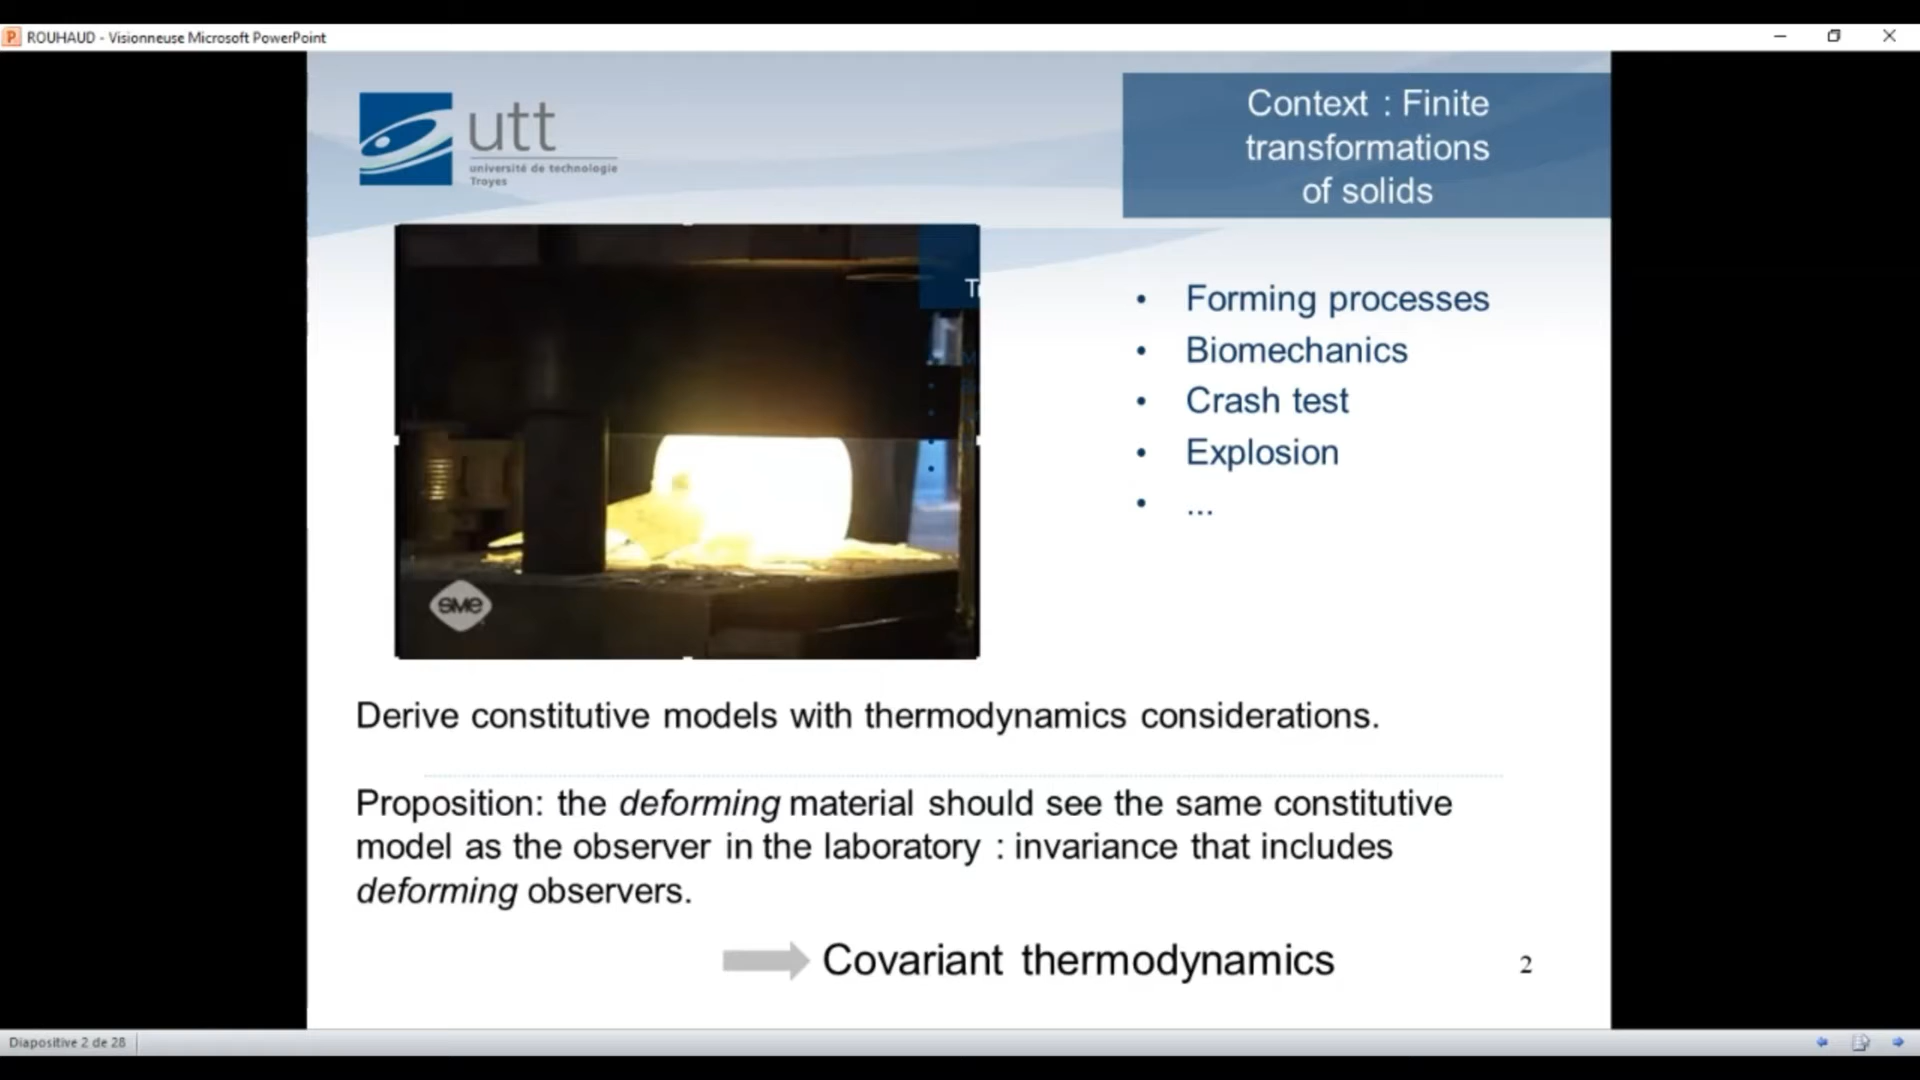 ROUHAUD - Visionneuse Microsoft PowerPoint
utt
université de technologie
Troyes
Context : Finite
transformations
of solids
• Forming processes
• Biomechanics
• Crash test
• Explosion
• ...
SME
Derive constitutive models with thermodynamics considerations.
Proposition: the deforming material should see the same constitutive
model as the observer in the laboratory : invariance that includes
deforming observers.
Covariant thermodynamics
2
Diapositive 2 de 28